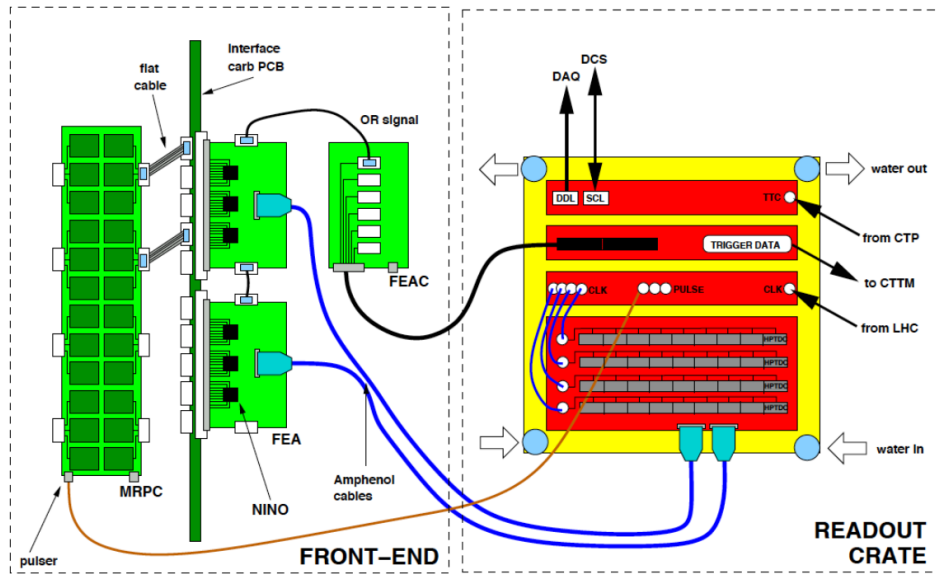 Interface
carb PCB
flat
cable
OR signal
FEAC
FEA
MRPC
NINO
Amphenol
cables
pulser
FRONT–END
DCS
DAQ
water out
DDL
SCL
TTC
from CTP
TRIGGER DATA
to CTTM
CLK
PULSE
CLK
from LHC
HPTDC
HPTDC
HPTDC
HPTDC
water in
READOUT
CRATE